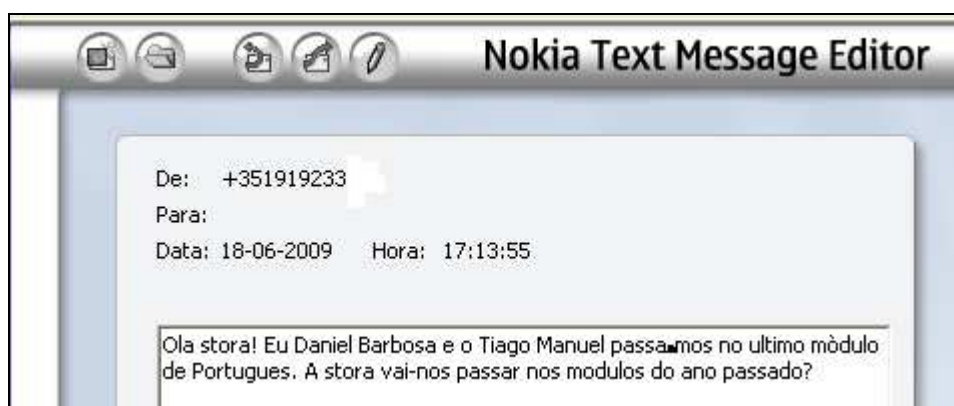 Nokia Text Message Editor
De: +351919233
Para:
Data: 18-06-2009 Hora: 17:13:55
Ola stora! Eu Daniel Barbosa e o Tiago Manuel passamos no ultimo mòdulo
de Portugues. A stora vai-nos passar nos modulos do ano passado?